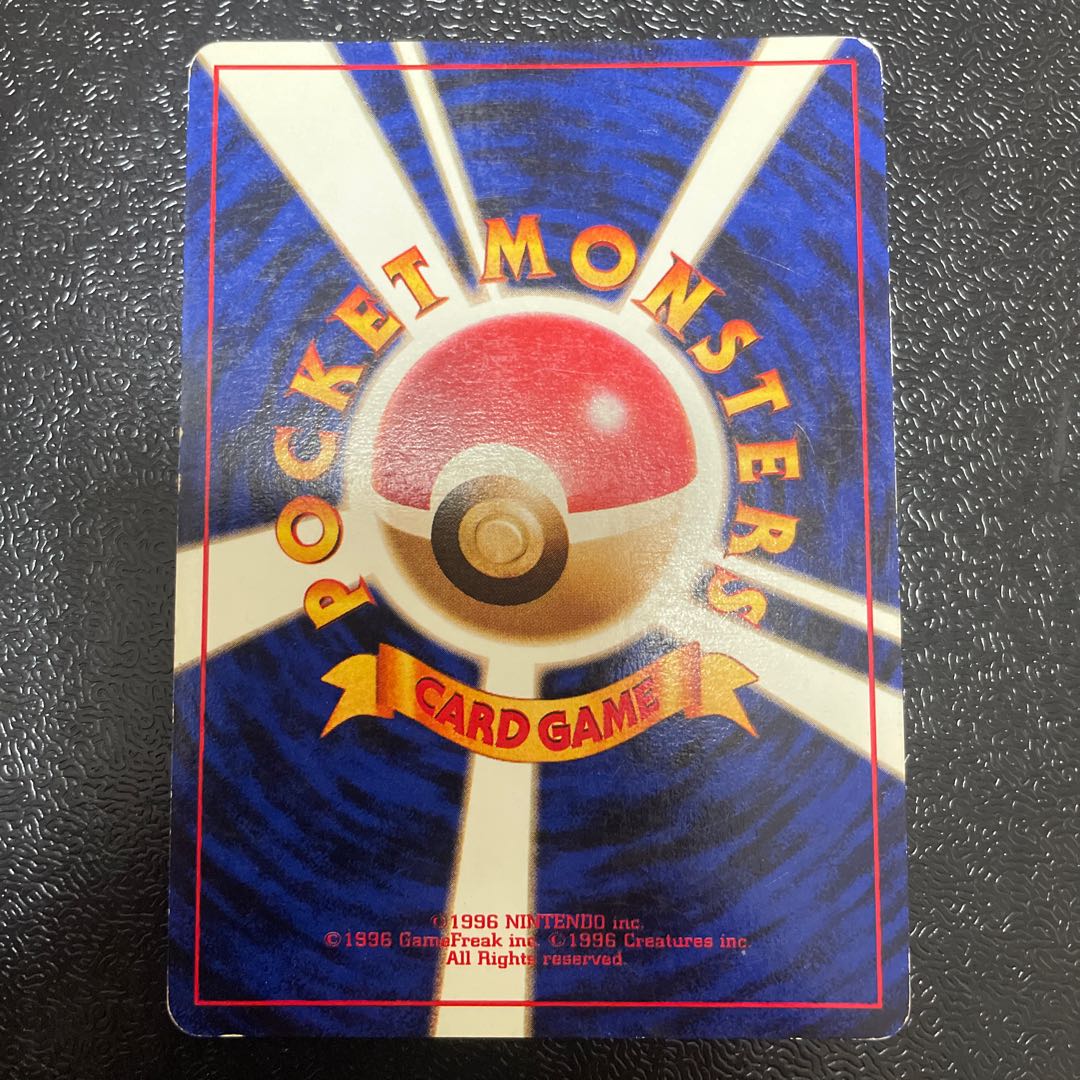 POCKET MONSTERS
CARD GAME
©1996 NINTENDO inc.
©1996 GameFreak inc. ©1996 Creatures inc.
All Rights reserved.